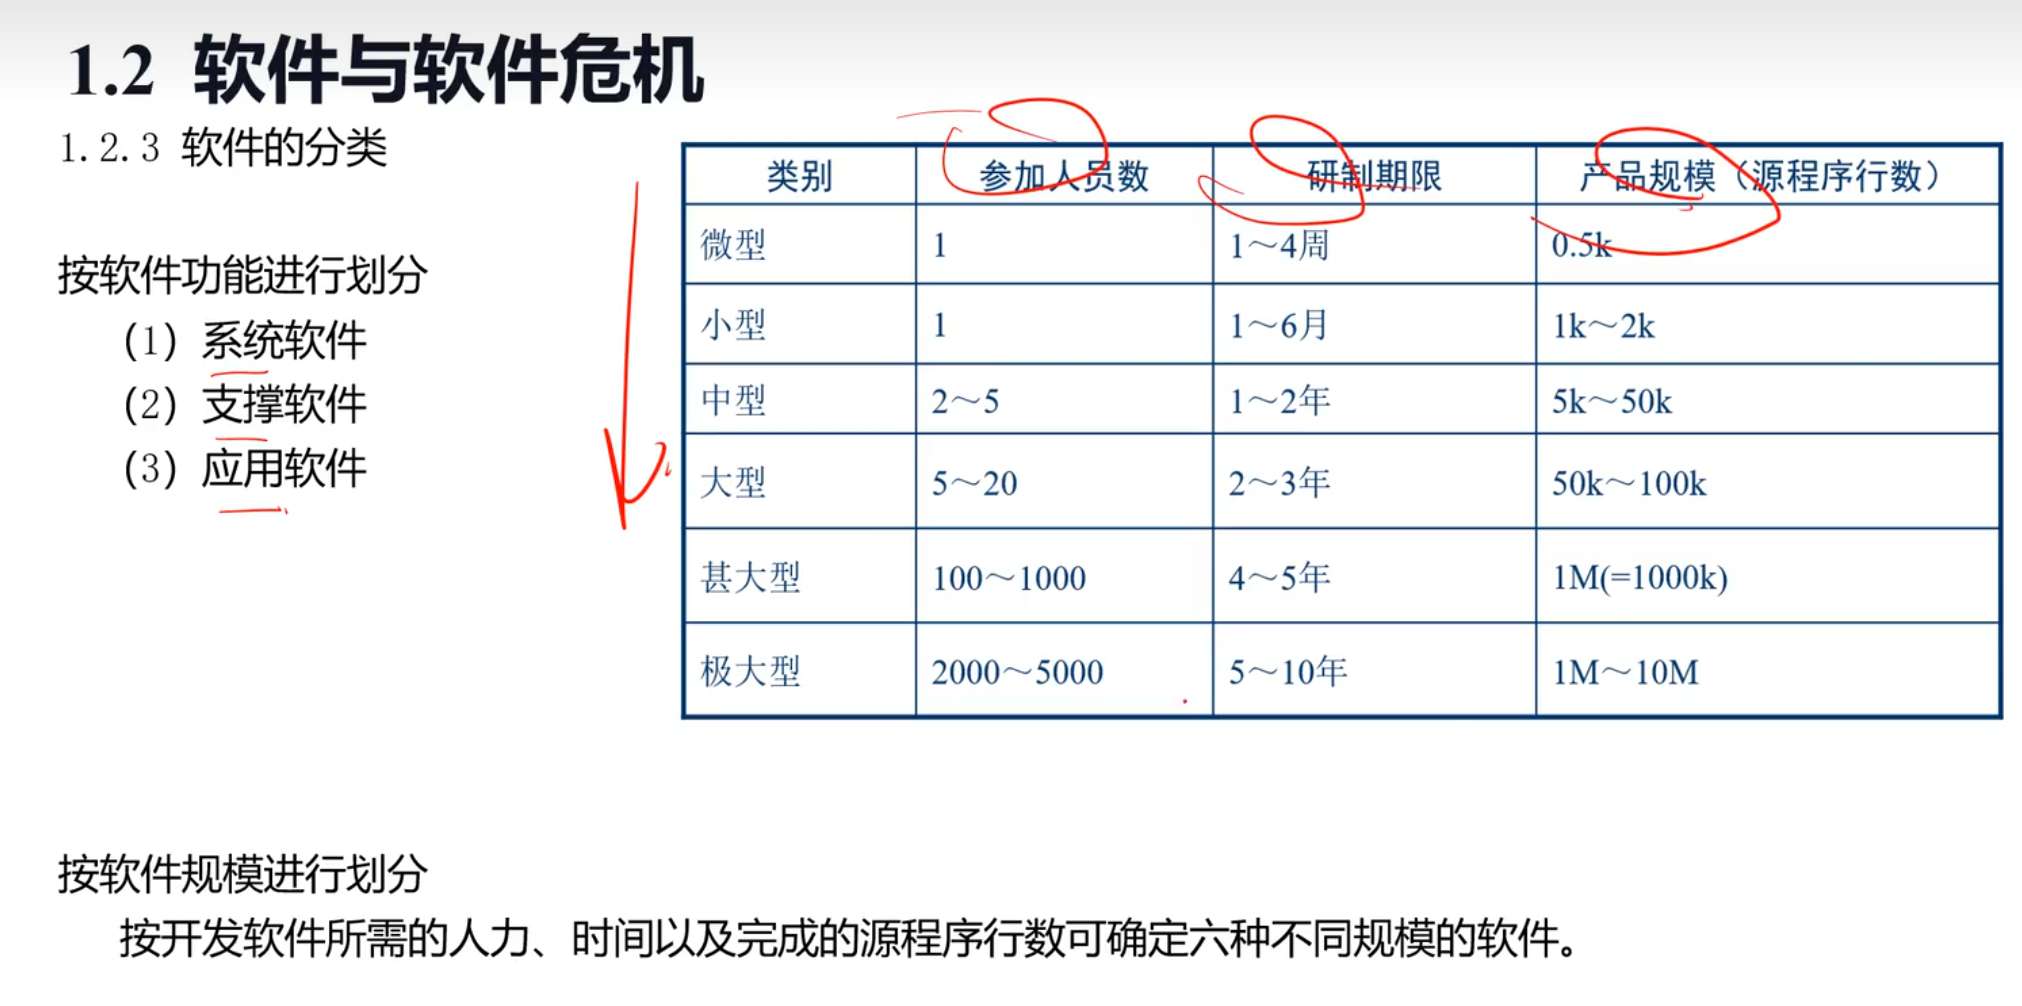 1.2 软件与软件危机
1.2.3 软件的分类
按软件功能进行划分
（1）系统软件
（2）支撑软件
（3）应用软件
类别 参加人员数 研制期限 产品规模（源程序行数）
微型 1 1～4周 0.5k
小型 1 1～6月 1k～2k
中型 2～5 1～2年 5k～50k
大型 5～20 2～3年 50k～100k
甚大型 100～1000 4～5年 1M(=1000k)
极大型 2000～5000 5～10年 1M～10M
按软件规模进行划分
按开发软件所需的人力、时间以及完成的源程序行数可确定六种不同规模的软件。